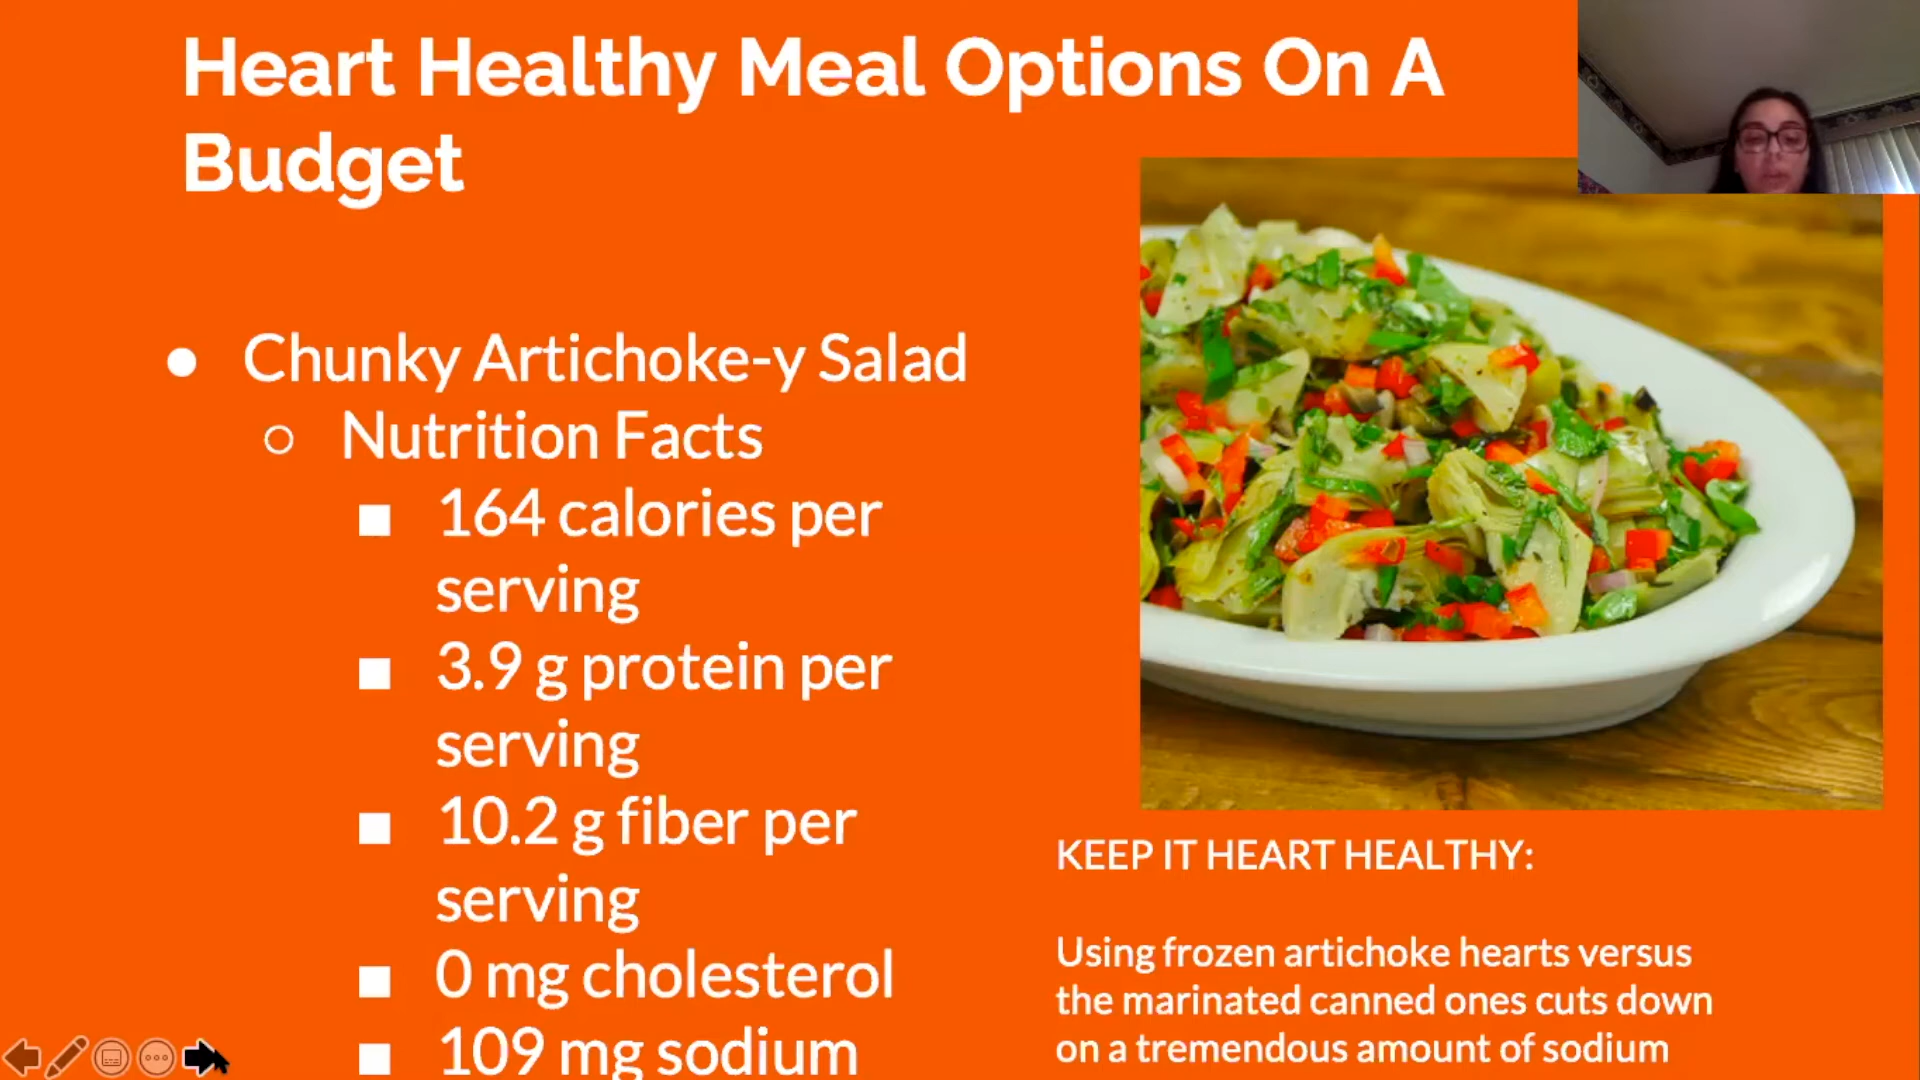 Heart Healthy Meal Options On A
Budget
Chunky Artichoke-y Salad
Nutrition Facts
164 calories per
serving
3.9 g protein per
serving
10.2 g fiber per
serving
0 mg cholesterol
109 mg sodium
KEEP IT HEART HEALTHY:
Using frozen artichoke hearts versus
the marinated canned ones cuts down
on a tremendous amount of sodium